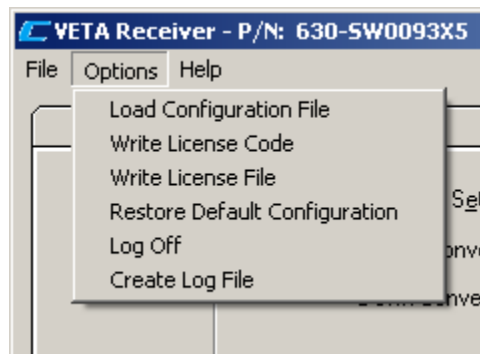 VETA Receiver - P/N: 630-SW0093X5
File Options Help
Load Configuration File
Write License Code
Write License File
Restore Default Configuration
Log Off
Create Log File